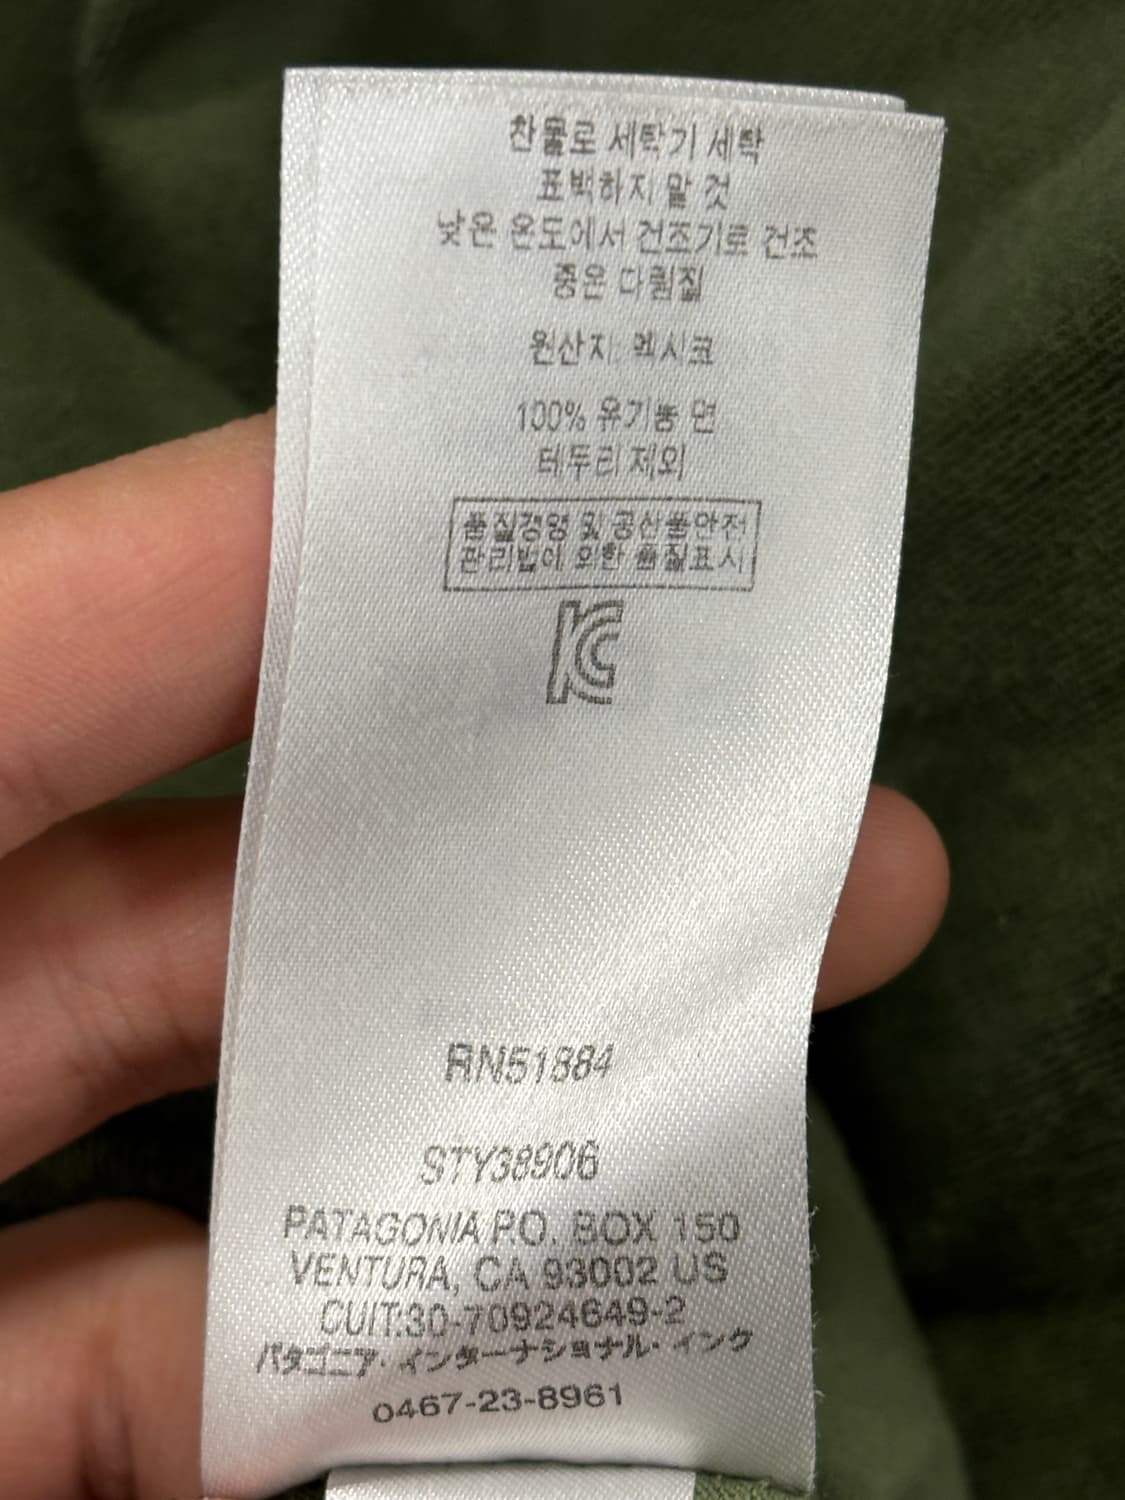 찬물로 세탁기 세탁
표백하지 말 것
낮은 온도에서 건조기로 건조
중온 다림질
원산지: 멕시코
100% 유기농 면
테두리 제외
품질경영 및 공산품안전
관리법에 의한 품질표시
KC
RN51884
STY38906
PATAGONIA P.O. BOX 150
VENTURA, CA 93002 US
CUIT:30-70924649-2
パタゴニア・インターナショナル・インク
0467-23-8961